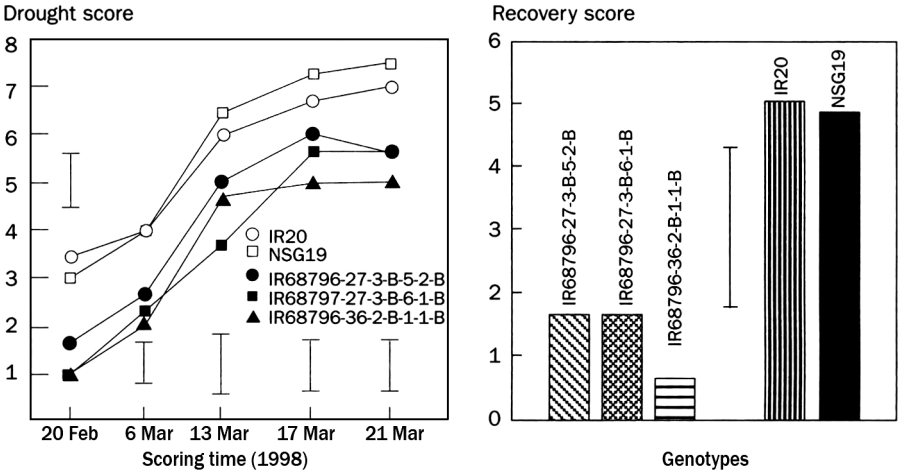 Drought score
8
7
6
5
4
3
2
1
IR20
NSG19
IR68796-27-3-B-5-2-B
IR68797-27-3-B-6-1-B
IR68796-36-2-B-1-1-B
20 Feb 6 Mar 13 Mar 17 Mar 21 Mar
Scoring time (1998)
Recovery score
6
5
4
3
2
1
0
IR68796-27-3-B-5-2-B
IR68796-27-3-B-6-1-B
IR68796-36-2-B-1-1-B
IR20
NSG19
Genotypes